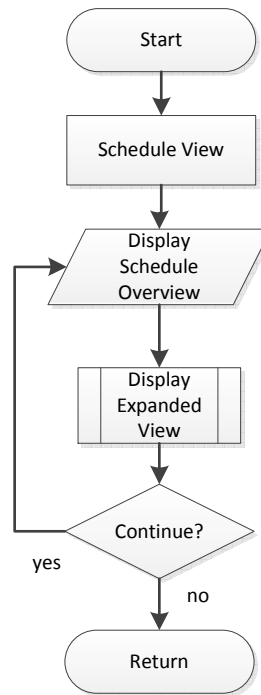 Start
Schedule View
Display
Schedule
Overview
Display
Expanded
View
Continue?
yes
no
Return